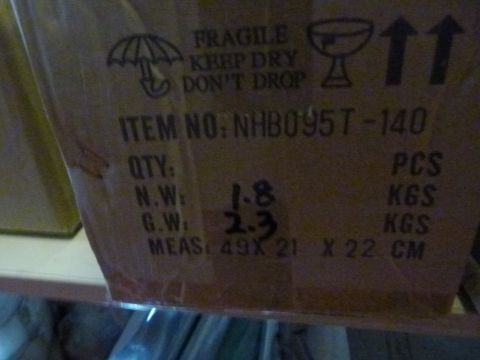 FRAGILE
KEEP DRY
DON'T DROP
ITEM NO: NHB095T-140
QTY: PCS
N.W: 1.8 KGS
G.W: 2.3 KGS
MEAS: 49X 21 X 22 CM